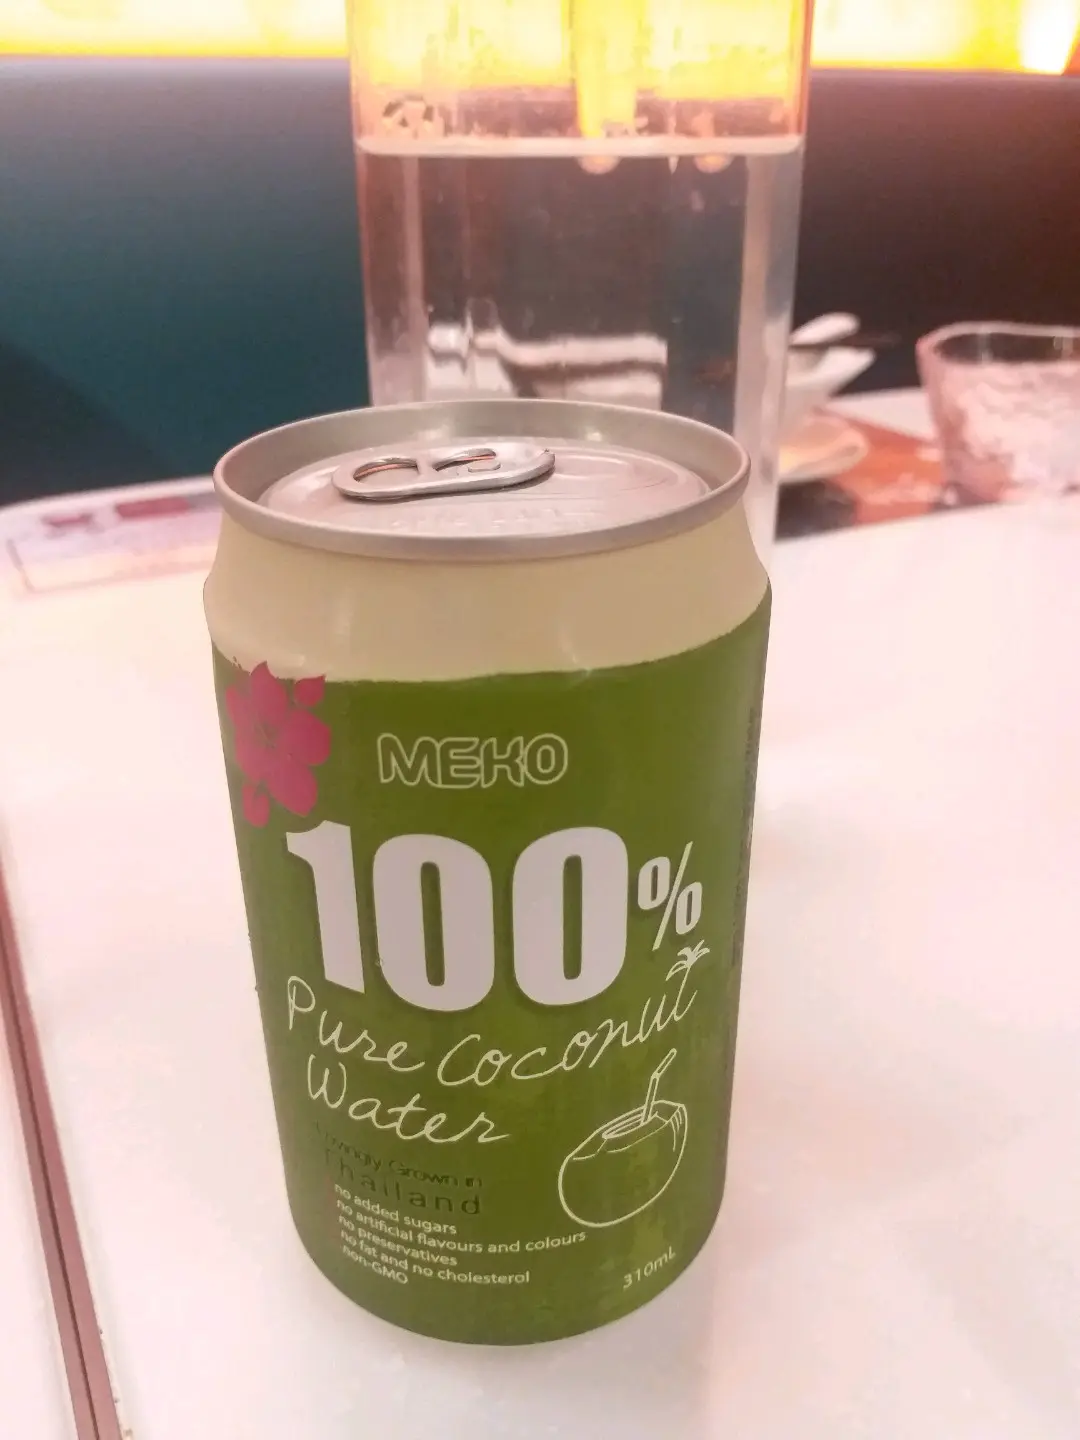 MEKO
100%
Pure Coconut
Water
Lovingly Grown in
Thailand
no added sugars
no artificial flavours and colours
no preservatives
no fat and no cholesterol
non-GMO
310mL